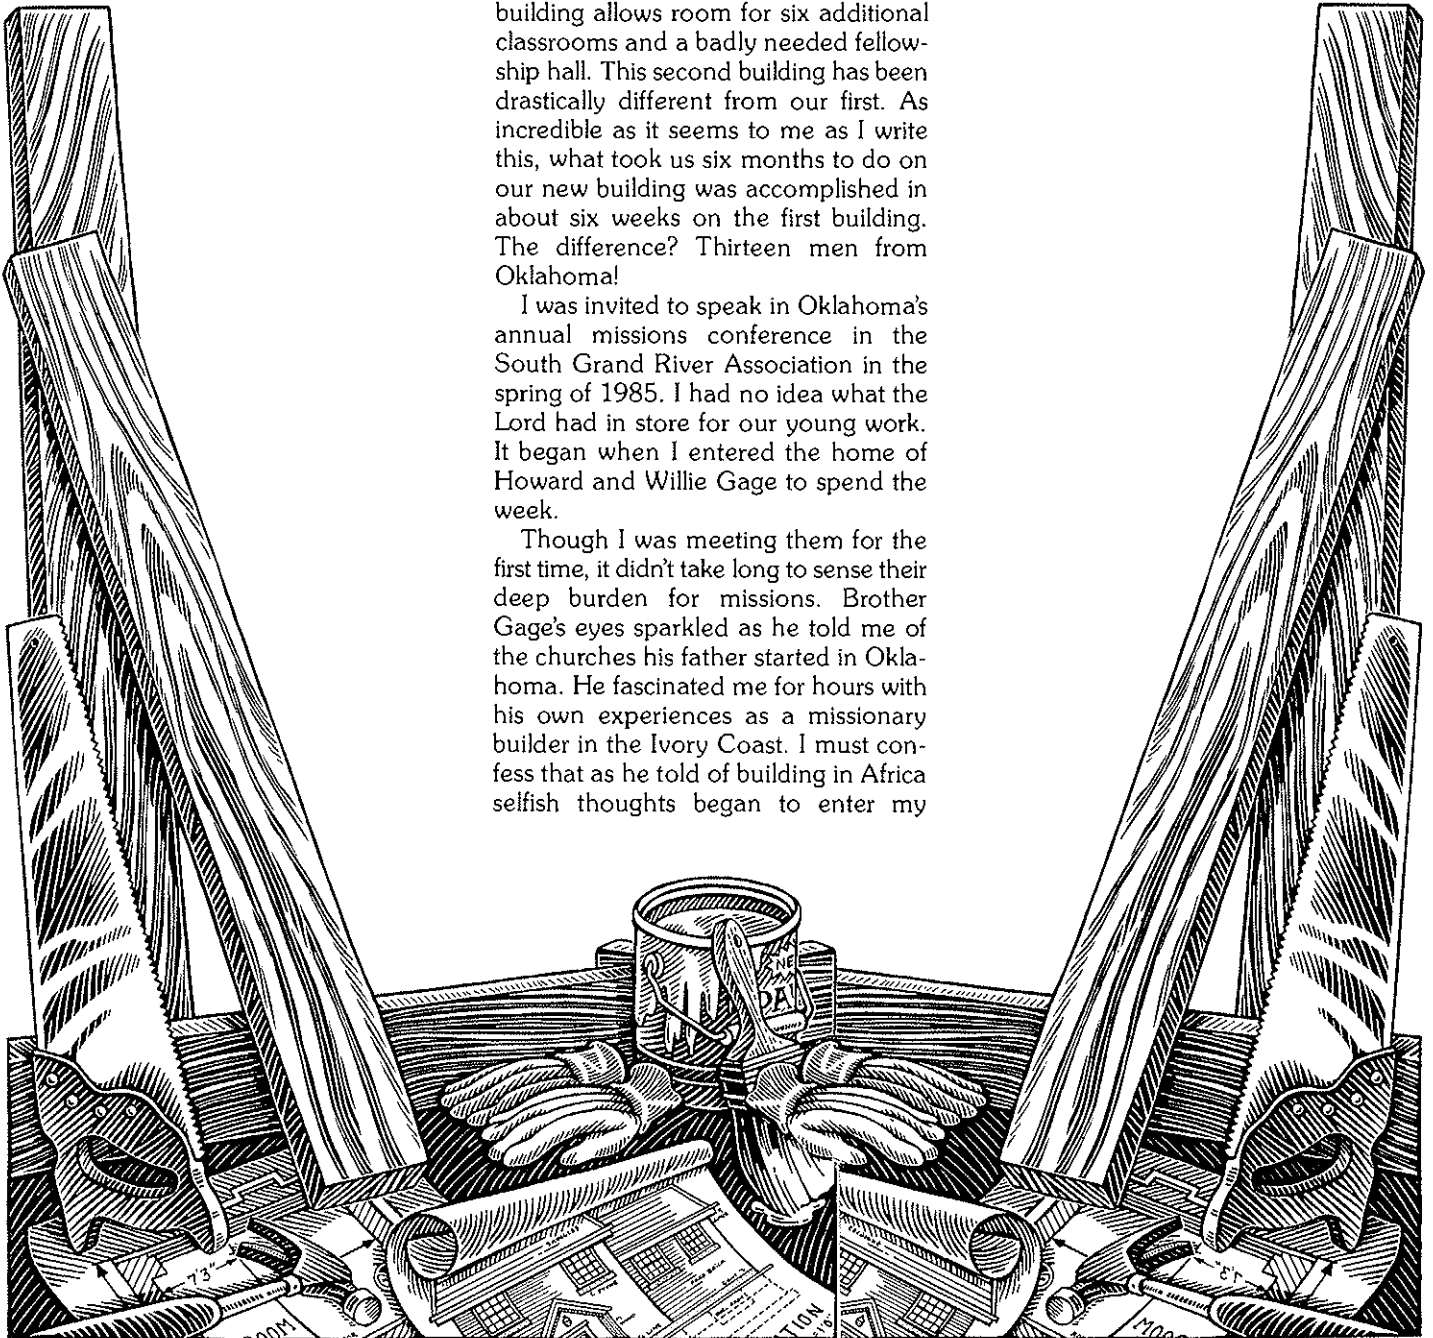 building allows room for six additional
classrooms and a badly needed fellow-
ship hall. This second building has been
drastically different from our first. As
incredible as it seems to me as I write
this, what took us six months to do on
our new building was accomplished in
about six weeks on the first building.
The difference? Thirteen men from
Oklahoma!
I was invited to speak in Oklahoma's
annual missions conference in the
South Grand River Association in the
spring of 1985. I had no idea what the
Lord had in store for our young work.
It began when I entered the home of
Howard and Willie Gage to spend the
week.
Though I was meeting them for the
first time, it didn't take long to sense their
deep burden for missions. Brother
Gage's eyes sparkled as he told me of
the churches his father started in Okla-
homa. He fascinated me for hours with
his own experiences as a missionary
builder in the Ivory Coast. I must con-
fess that as he told of building in Africa
selfish thoughts began to enter my
NE
7'3"
OOM
TION
7'3"
MOO